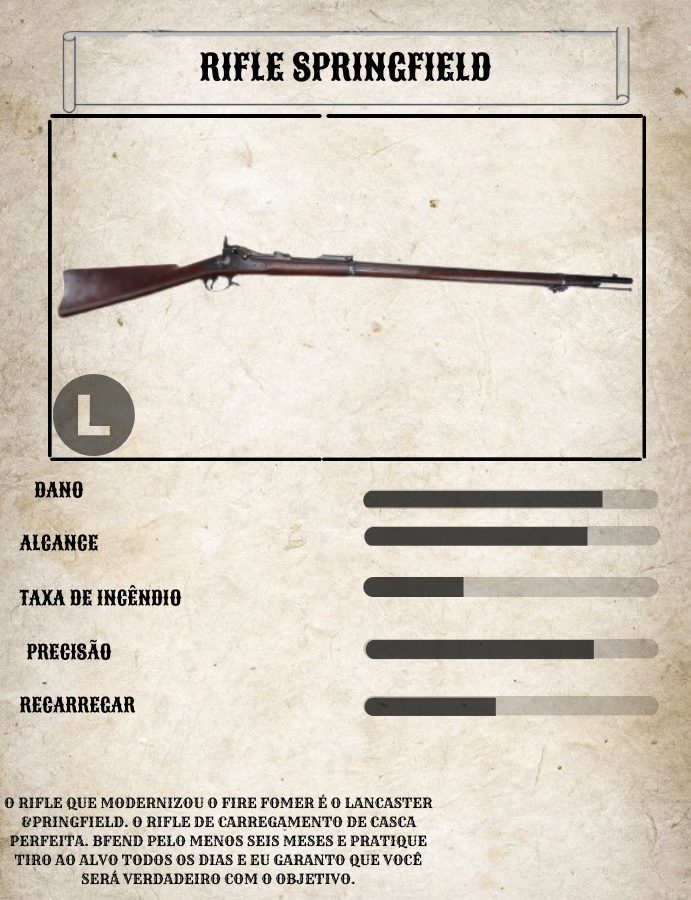 RIFLE SPRINGFIELD
L
DANO
ALCANCE
TAXA DE INCÊNDIO
PRECISÃO
RECARREGAR
O RIFLE QUE MODERNIZOU O FIRE FOMER É O LANCASTER
&PRINGFIELD. O RIFLE DE CARREGAMENTO DE CASCA
PERFEITA. BFEND PELO MENOS SEIS MESES E PRATIQUE
TIRO AO ALVO TODOS OS DIAS E EU GARANTO QUE VOCÊ
SERÁ VERDADEIRO COM O OBJETIVO.